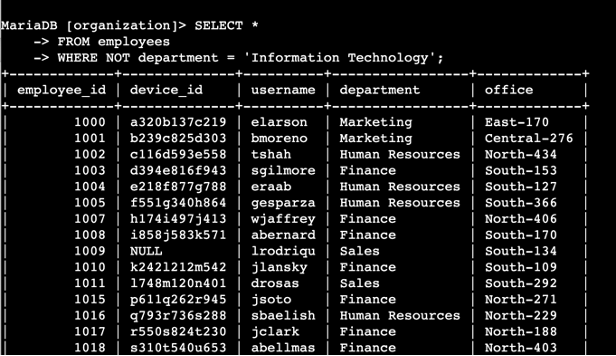 MariaDB [organization]> SELECT *
    -> FROM employees
    -> WHERE NOT department = 'Information Technology';
+-------------+--------------+----------+-----------------+-------------+
| employee_id | device_id    | username | department      | office      |
| 1000 | a320b137c219 | elarson  | Marketing       | East-170    |
| 1001 | b239c825d303 | bmoreno  | Marketing       | Central-276 |
| 1002 | c116d593e558 | tshah    | Human Resources | North-434   |
| 1003 | d394e816f943 | sgilmore | Finance         | South-153   |
| 1004 | e218f877g788 | eraab    | Human Resources | South-127   |
| 1005 | f551g340h864 | gesparza | Human Resources | South-366   |
| 1007 | h174i497j413 | wjaffrey | Finance         | North-406   |
| 1008 | i858j583k571 | abernard | Finance         | South-170   |
| 1009 | NULL         | lrodriqu | Sales           | South-134   |
| 1010 | k242l212m542 | jlansky  | Finance         | South-109   |
| 1011 | l748m120n401 | drosas   | Sales           | South-292   |
| 1015 | p611q262r945 | jsoto    | Finance         | North-271   |
| 1016 | q793r736s288 | sbaelish | Human Resources | North-229   |
| 1017 | r550s824t230 | jclark   | Finance         | North-188   |
| 1018 | s310t540u653 | abellmas | Finance         | North-403   |